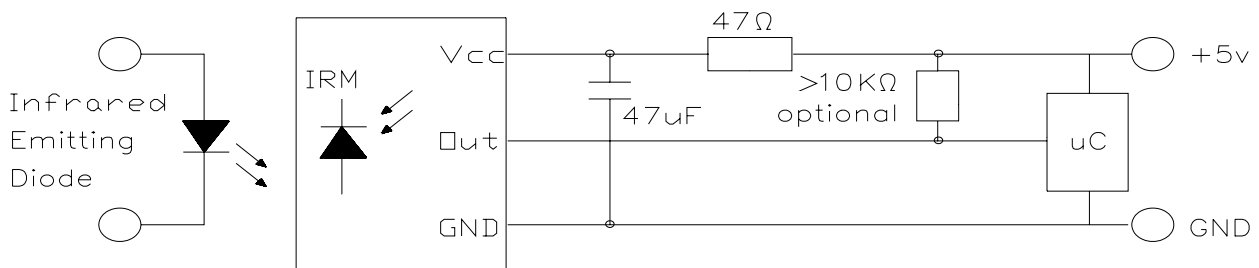 Infrared
Emitting
Diode
IRM
Vcc
Out
GND
47Ω
47uF
>10KΩ
optional
uC
+5v
GND